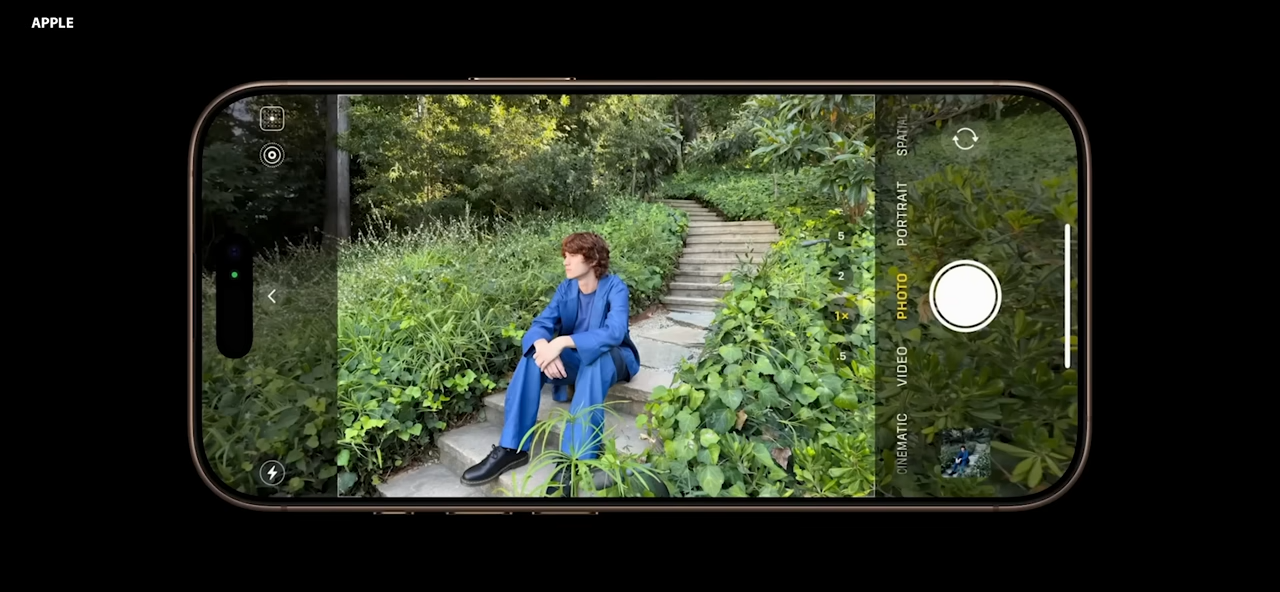 APPLE
5
2
1×
.5
SPATIAL
PORTRAIT
PHOTO
VIDEO
CINEMATIC